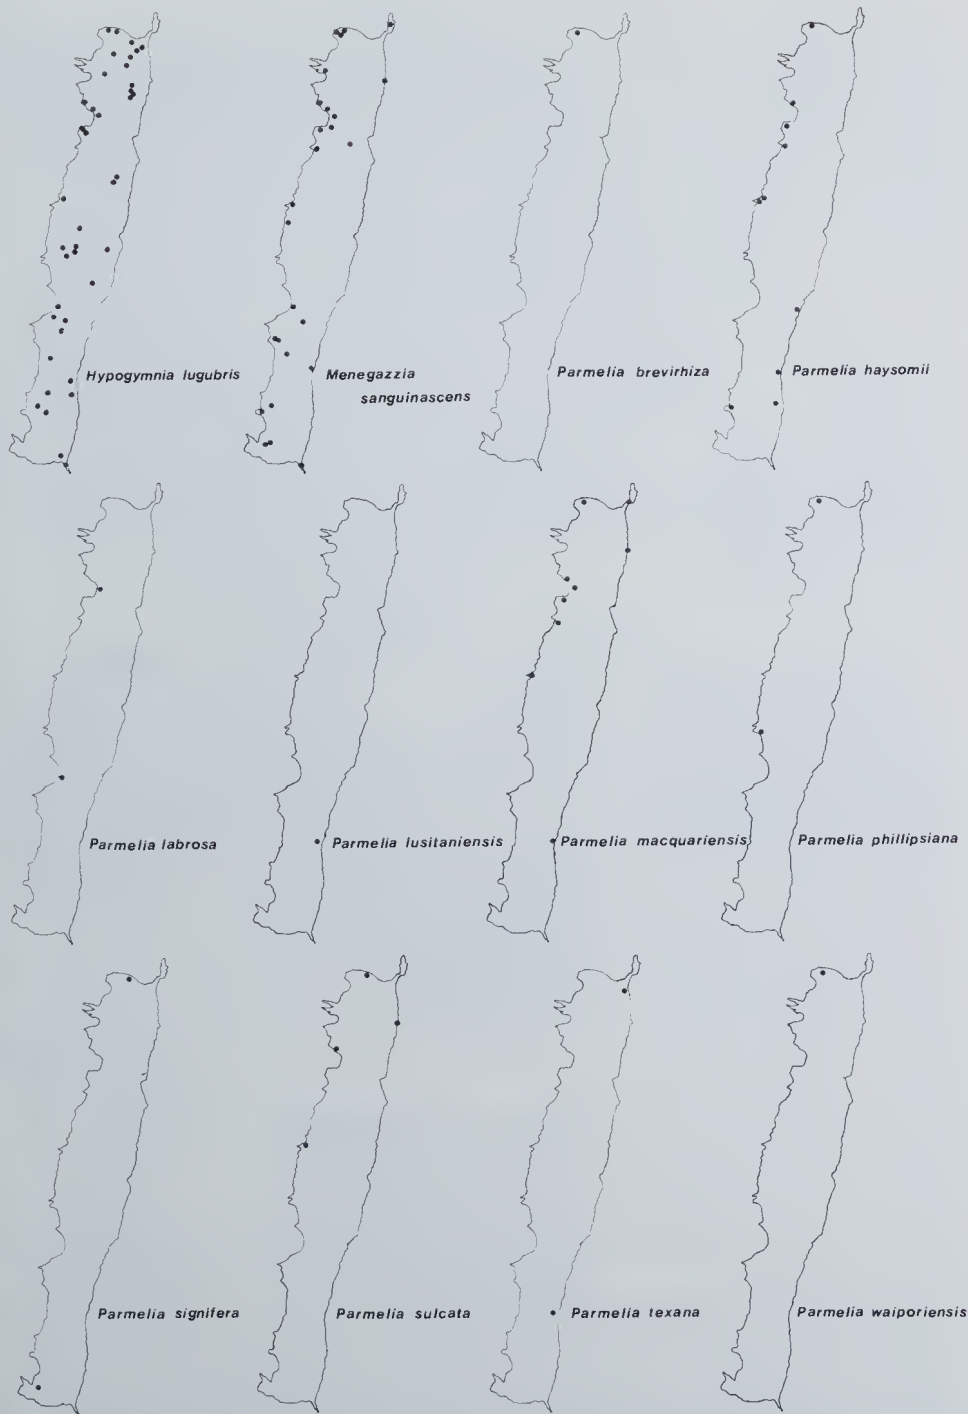 Hypogymnia lugubris
Menegazzia
sanguinascens
Parmelia brevirhiza
Parmelia haysomii
Parmelia labrosa
Parmelia lusitaniensis
Parmelia macquariensis
Parmelia phillipsiana
Parmelia signifera
Parmelia sulcata
Parmelia texana
Parmelia waiporiensis